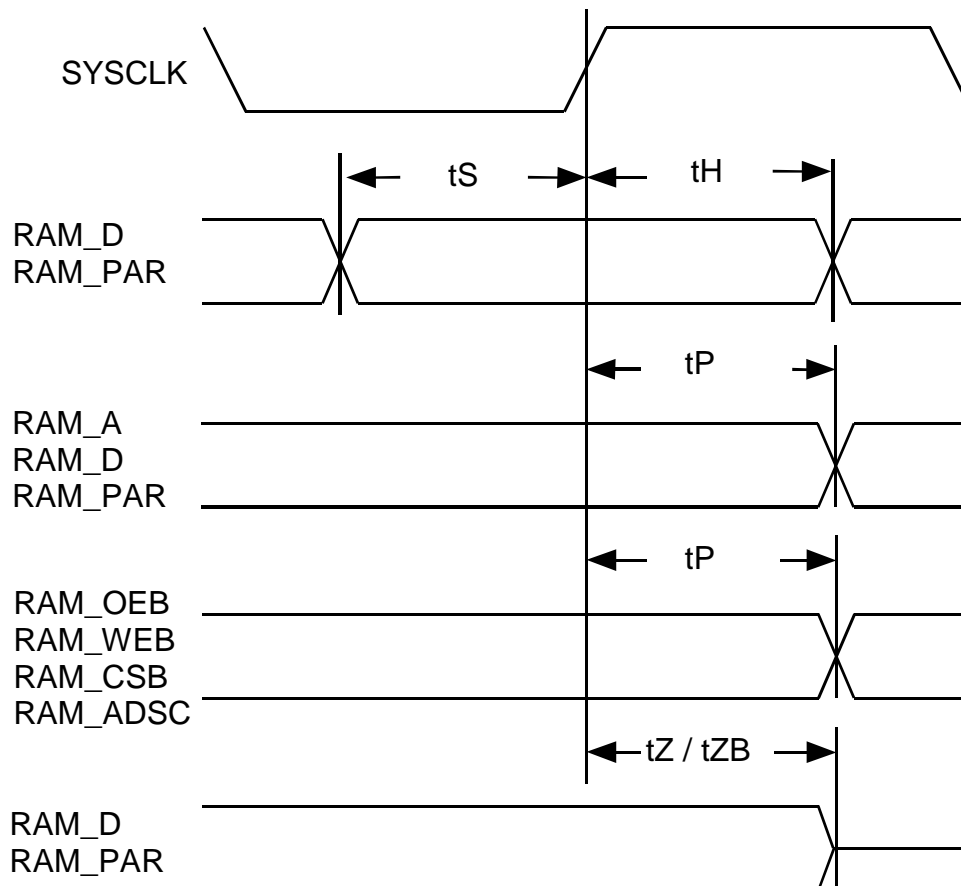 SYSCLK
tS
tH
RAM_D
RAM_PAR
tP
RAM_A
RAM_D
RAM_PAR
tP
RAM_OEB
RAM_WEB
RAM_CSB
RAM_ADSC
tZ / tZB
RAM_D
RAM_PAR